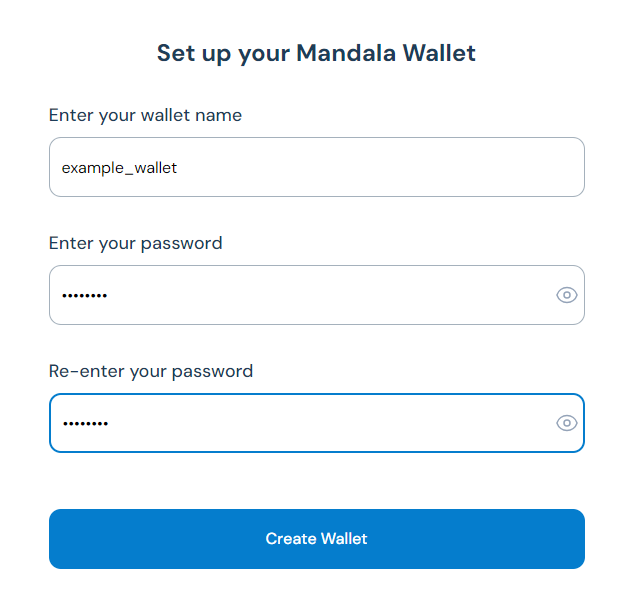 Set up your Mandala Wallet
Enter your wallet name
example_wallet
Enter your password
••••••••
Re-enter your password
••••••••
Create Wallet